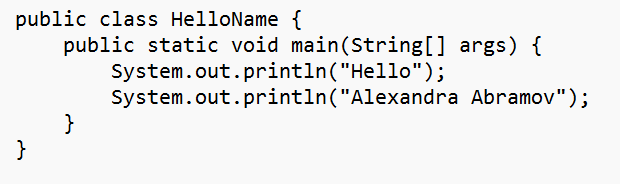 public class HelloName {
    public static void main(String[] args) {
        System.out.println("Hello");
        System.out.println("Alexandra Abramov");
    }
}